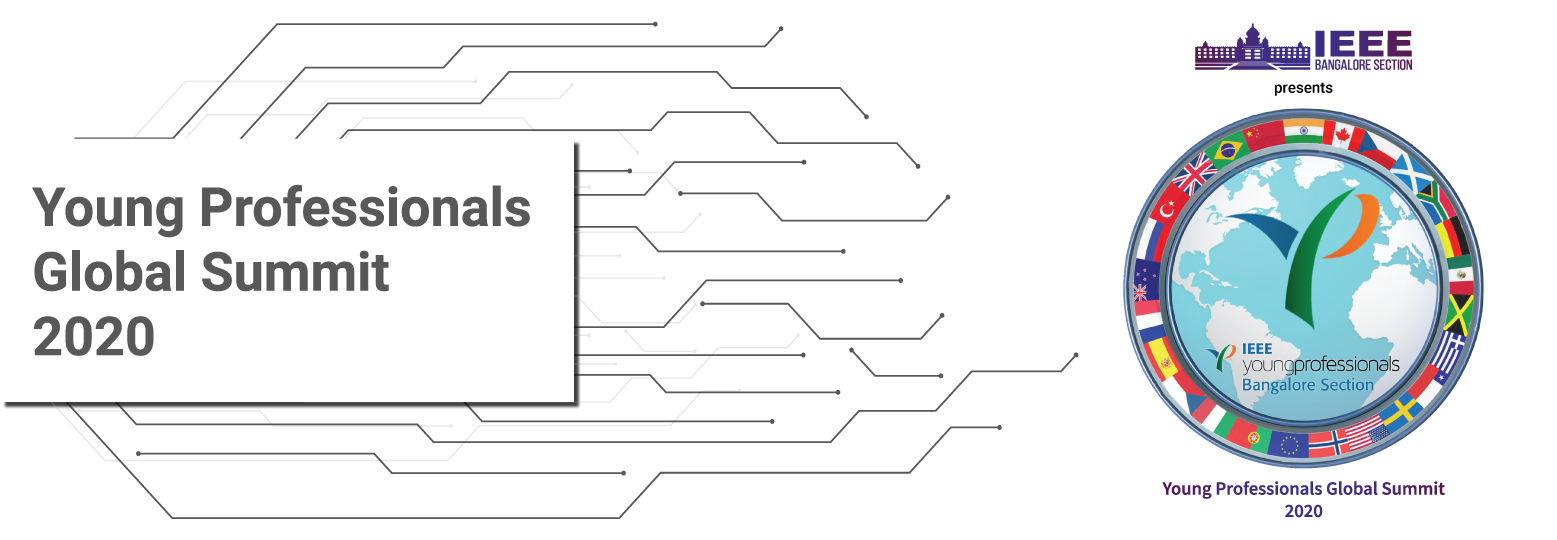 Young Professionals
Global Summit
2020
IEEE
BANGALORE SECTION
presents
IEEE
youngprofessionals
Bangalore Section
Young Professionals Global Summit
2020